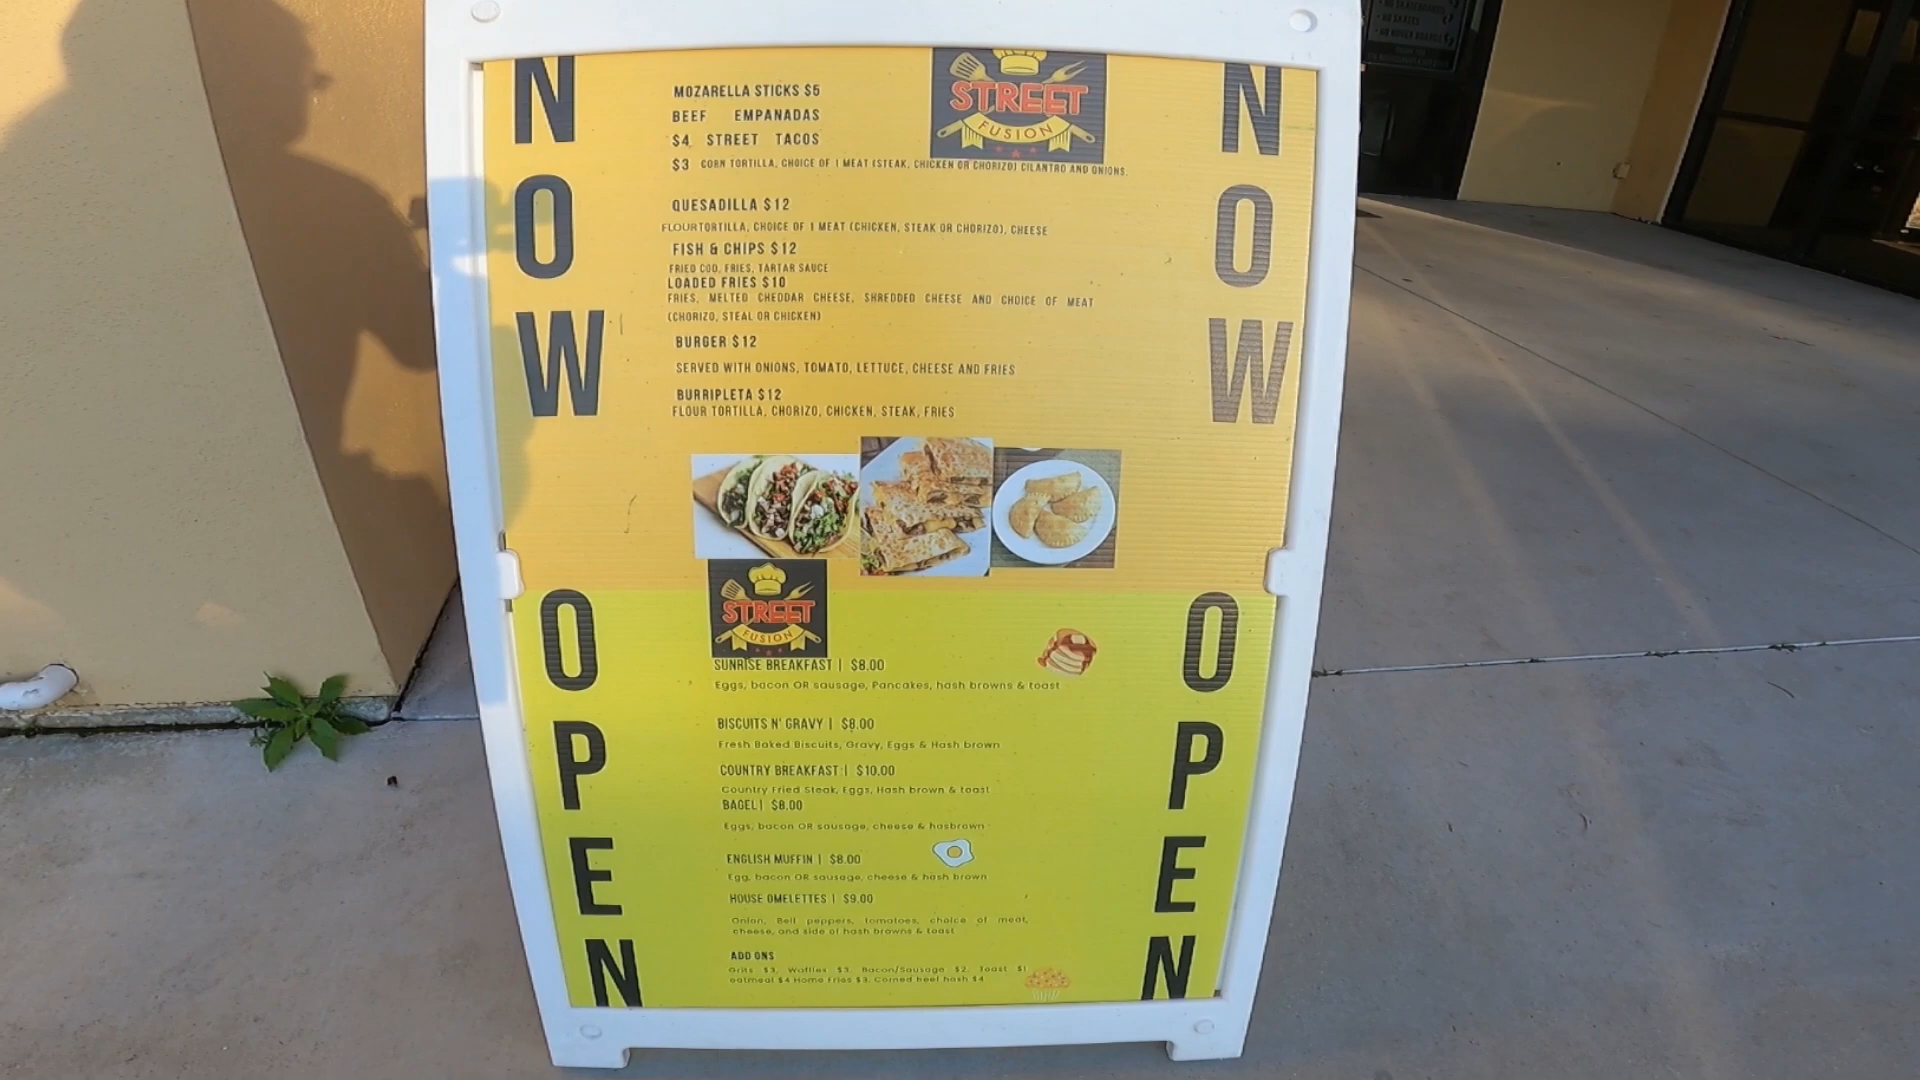 NOW
OPEN
STREET
FUSION
MOZARELLA STICKS $5
BEEF EMPANADAS
$4 STREET TACOS
$3 CORN TORTILLA, CHOICE OF 1 MEAT (STEAK, CHICKEN OR CHORIZO) CILANTRO AND ONIONS.
QUESADILLA $12
FLOURTORTILLA, CHOICE OF 1 MEAT (CHICKEN, STEAK OR CHORIZO), CHEESE
FISH & CHIPS $12
FRIED COD, FRIES, TARTAR SAUCE
LOADED FRIES $10
FRIES, MELTED CHEDDAR CHEESE, SHREDDED CHEESE AND CHOICE OF MEAT
(CHORIZO, STEAL OR CHICKEN)
BURGER $12
SERVED WITH ONIONS, TOMATO, LETTUCE, CHEESE AND FRIES
BURRIPLETA $12
FLOUR TORTILLA, CHORIZO, CHICKEN, STEAK, FRIES
STREET
FUSION
SUNRISE BREAKFAST | $8.00
Eggs, bacon OR sausage, Pancakes, hash browns & toast
BISCUITS N' GRAVY | $8.00
Fresh Baked Biscuits, Gravy, Eggs & Hash brown
COUNTRY BREAKFAST | $10.00
Country Fried Steak, Eggs, Hash brown & toast
BAGEL | $8.00
Eggs, bacon OR sausage, cheese & hasbrown
ENGLISH MUFFIN | $8.00
Egg, bacon OR sausage, cheese & hash brown
HOUSE OMELETTES | $9.00
Onion, Bell peppers, tomatoes, choice of meat,
cheese, and side of hash browns & toast
ADD ONS
Grits $3, Waffles $3, Bacon/Sausage $2, Toast $1
oatmeal $4 Home Fries $3, Corned beef hash $4
NOW
OPEN
NO SKATEBOARDS
NO SKATES
NO HOVER BOARDS